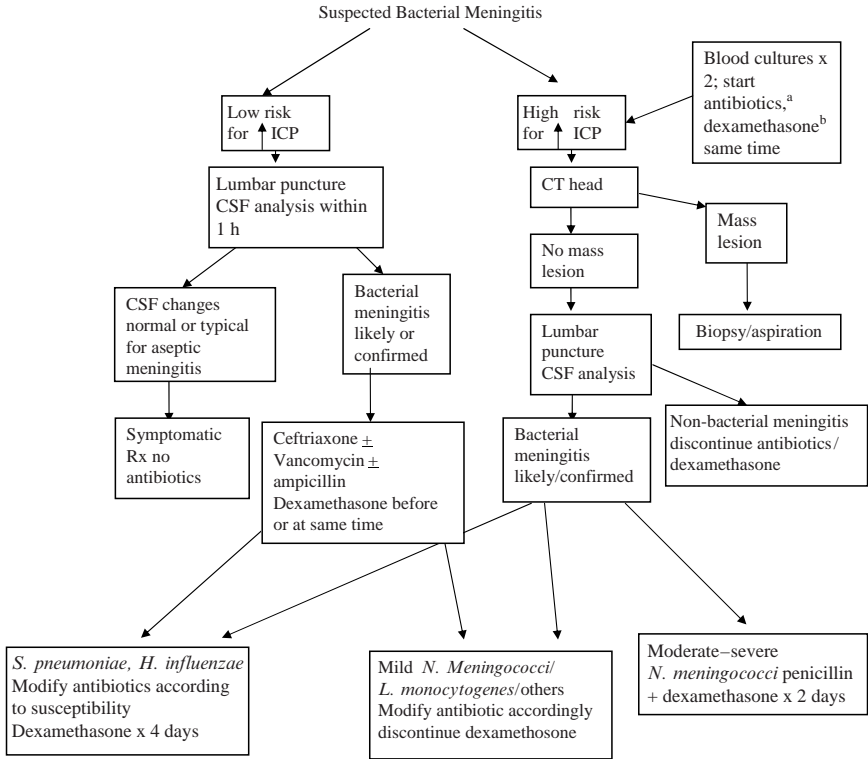 Suspected Bacterial Meningitis
Blood cultures x
2; start
antibiotics,a
dexamethasoneb
same time
Low risk
for ↑ ICP
High risk
for ↑ ICP
Lumbar puncture
CSF analysis within
1 h
CT head
Mass
lesion
No mass
lesion
CSF changes
normal or typical
for aseptic
meningitis
Bacterial
meningitis
likely or
confirmed
Biopsy/aspiration
Lumbar
puncture
CSF analysis
Symptomatic
Rx no
antibiotics
Ceftriaxone ±
Vancomycin ±
ampicillin
Dexamethasone before
or at same time
Bacterial
meningitis
likely/confirmed
Non-bacterial meningitis
discontinue antibiotics/
dexamethasone
S. pneumoniae, H. influenzae
Modify antibiotics according
to susceptibility
Dexamethasone x 4 days
Mild N. Meningococci/
L. monocytogenes/others
Modify antibiotic accordingly
discontinue dexamethosone
Moderate–severe
N. meningococci penicillin
+ dexamethasone x 2 days